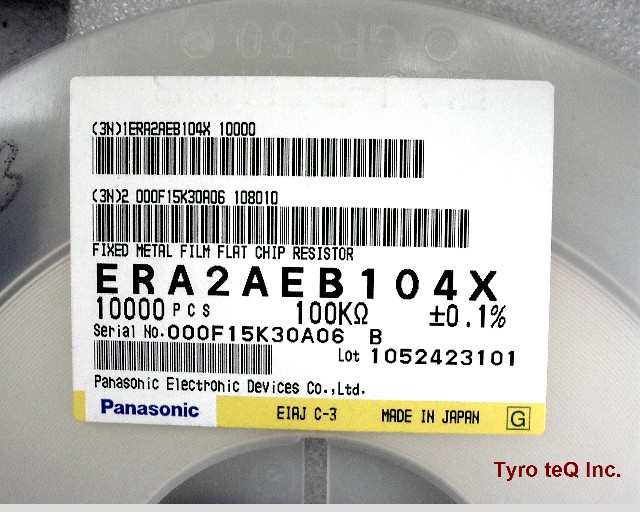 (3N)1ERA2AEB104X 10000
(3N)2 000F15K30A06 108010
FIXED METAL FILM FLAT CHIP RESISTOR
ERA2AEB104X
10000 PCS 100KΩ ±0.1%
Serial No.000F15K30A06 B
Lot 1052423101
Panasonic Electronic Devices Co.,Ltd.
Panasonic EIAJ C-3 MADE IN JAPAN G
Tyro teQ Inc.